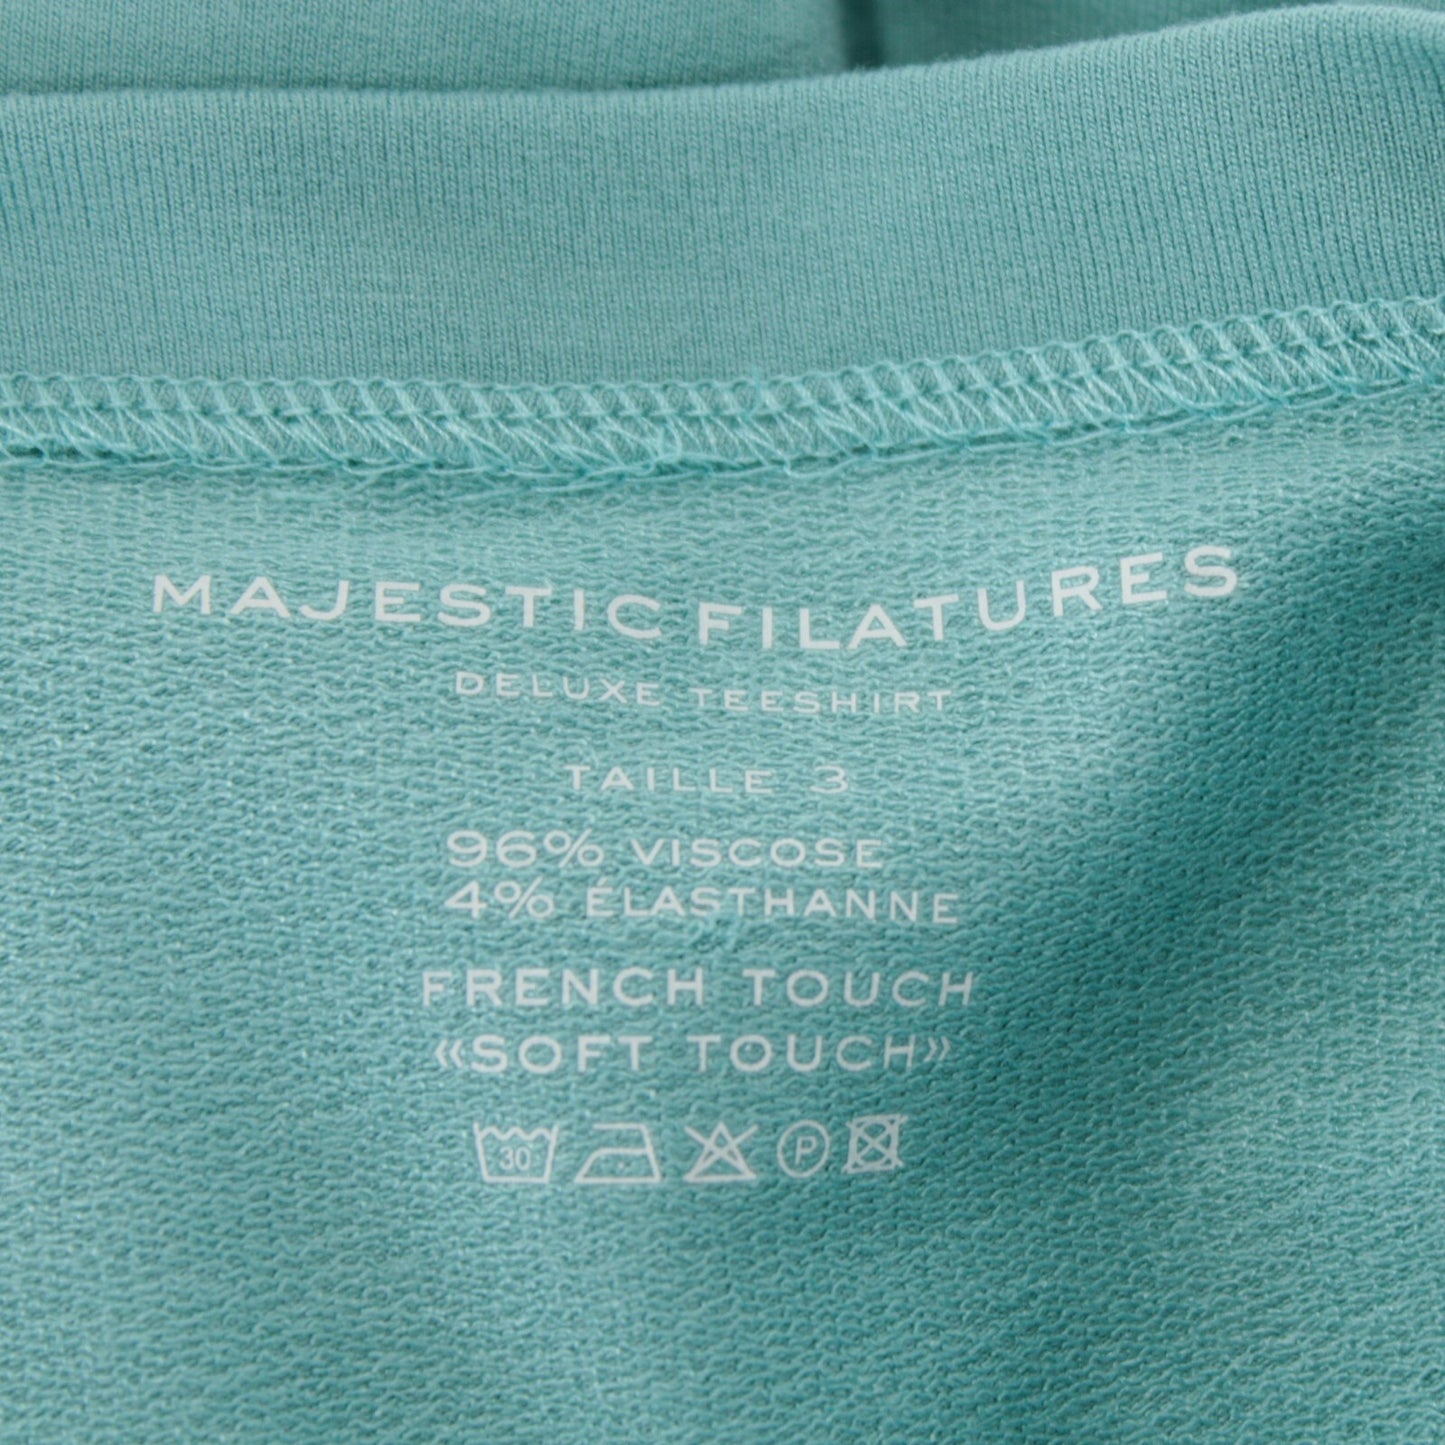 MAJESTIC FILATURES
DELUXE TEESHIRT
TAILLE 3
96% VISCOSE
4% ÉLASTHANNE
FRENCH TOUCH
«SOFT TOUCH»
30 P